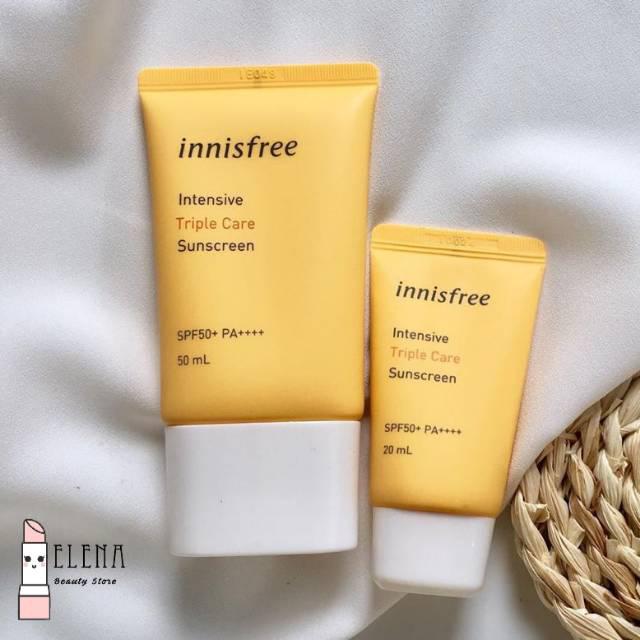 innisfree
Intensive
Triple Care
Sunscreen
SPF50+ PA++++
50 mL
innisfree
Intensive
Triple Care
Sunscreen
SPF50+ PA++++
20 mL
ELENA
Beauty Store